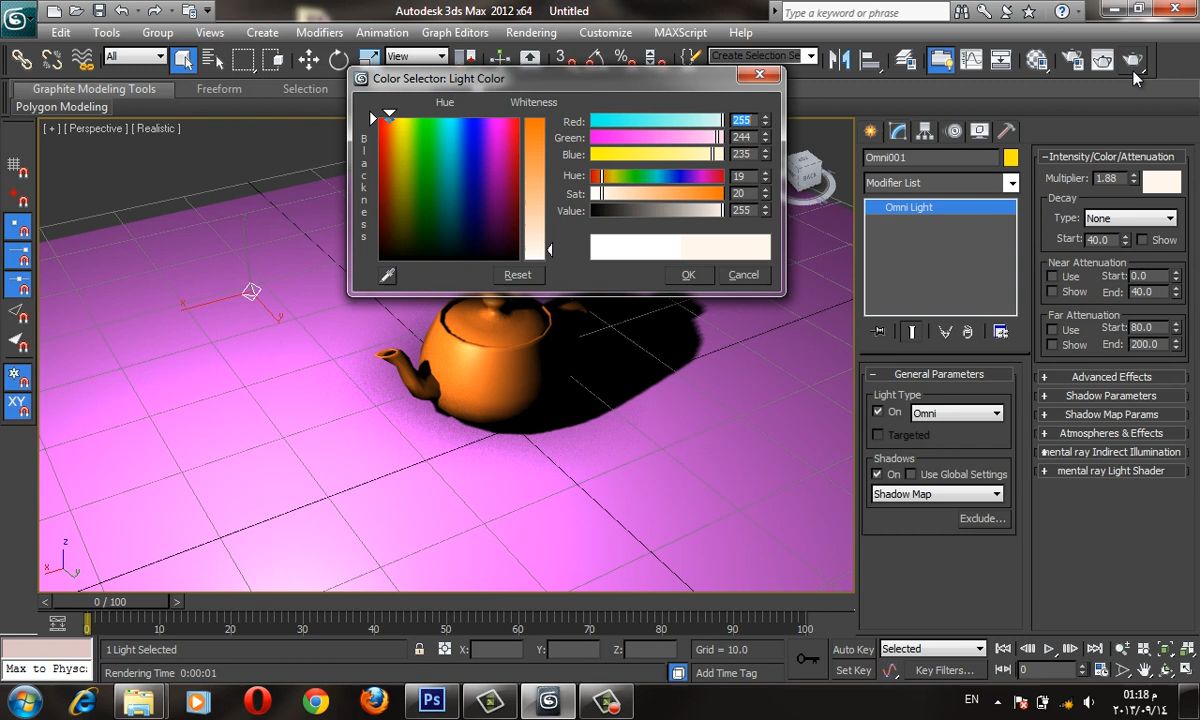 Autodesk 3ds Max 2012 x64 Untitled
Type a keyword or phrase
Edit Tools Group Views Create Modifiers Animation Graph Editors Rendering Customize MAXScript Help
All
View
3
%
Create Selection Se
Graphite Modeling Tools Freeform Selection
Polygon Modeling
[ + ] [ Perspective ] [ Realistic ]
Color Selector: Light Color
Hue Whiteness
Blackness
Red: 255
Green: 244
Blue: 235
Hue: 19
Sat: 20
Value: 255
Reset OK Cancel
BACK
x
y
z
x
y
XY
Omni001
Modifier List
Omni Light
General Parameters
Light Type
On Omni
Targeted
Shadows
On Use Global Settings
Shadow Map
Exclude...
Intensity/Color/Attenuation
Multiplier: 1.88
Decay
Type: None
Start: 40.0 Show
Near Attenuation
Use Start: 0.0
Show End: 40.0
Far Attenuation
Use Start: 80.0
Show End: 200.0
+ Advanced Effects
+ Shadow Parameters
+ Shadow Map Params
+ Atmospheres & Effects
mental ray Indirect Illumination
+ mental ray Light Shader
< 0 / 100 >
0 10 20 30 40 50 60 70 80 90 100
1 Light Selected X: Y: Z: Grid = 10.0 Auto Key Selected
Max to Physc
Rendering Time 0:00:01 Add Time Tag Set Key Key Filters... 0
Ps
EN
01:18 م
٢٠١٣/٠٩/١٤